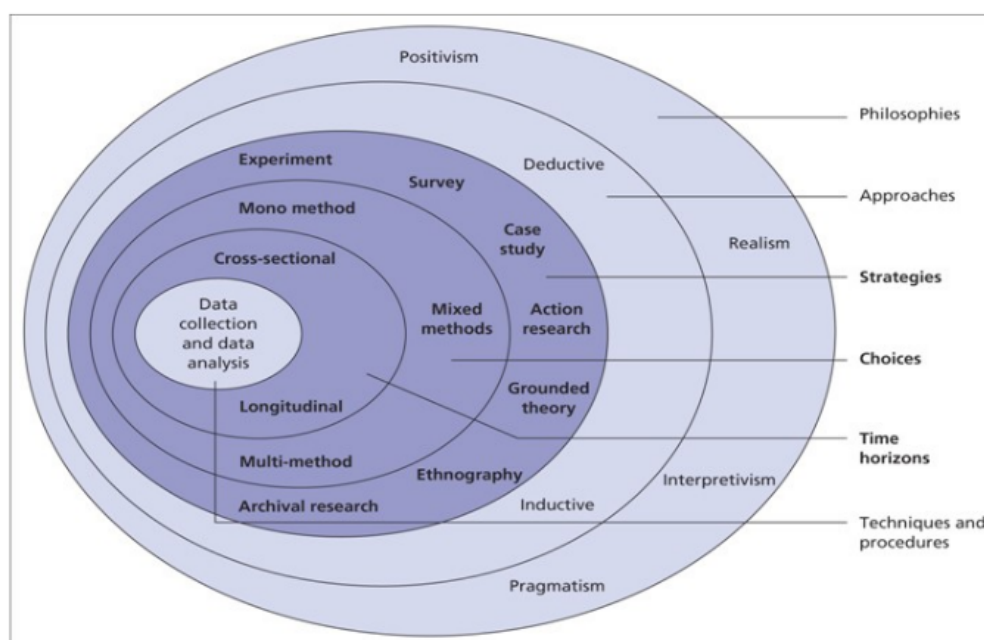 Positivism
Philosophies
Experiment
Deductive
Survey
Approaches
Mono method
Case
study
Realism
Cross-sectional
Strategies
Data
collection
and data
analysis
Mixed
methods
Action
research
Choices
Grounded
theory
Longitudinal
Time
horizons
Multi-method
Ethnography
Interpretivism
Archival research
Inductive
Techniques and
procedures
Pragmatism